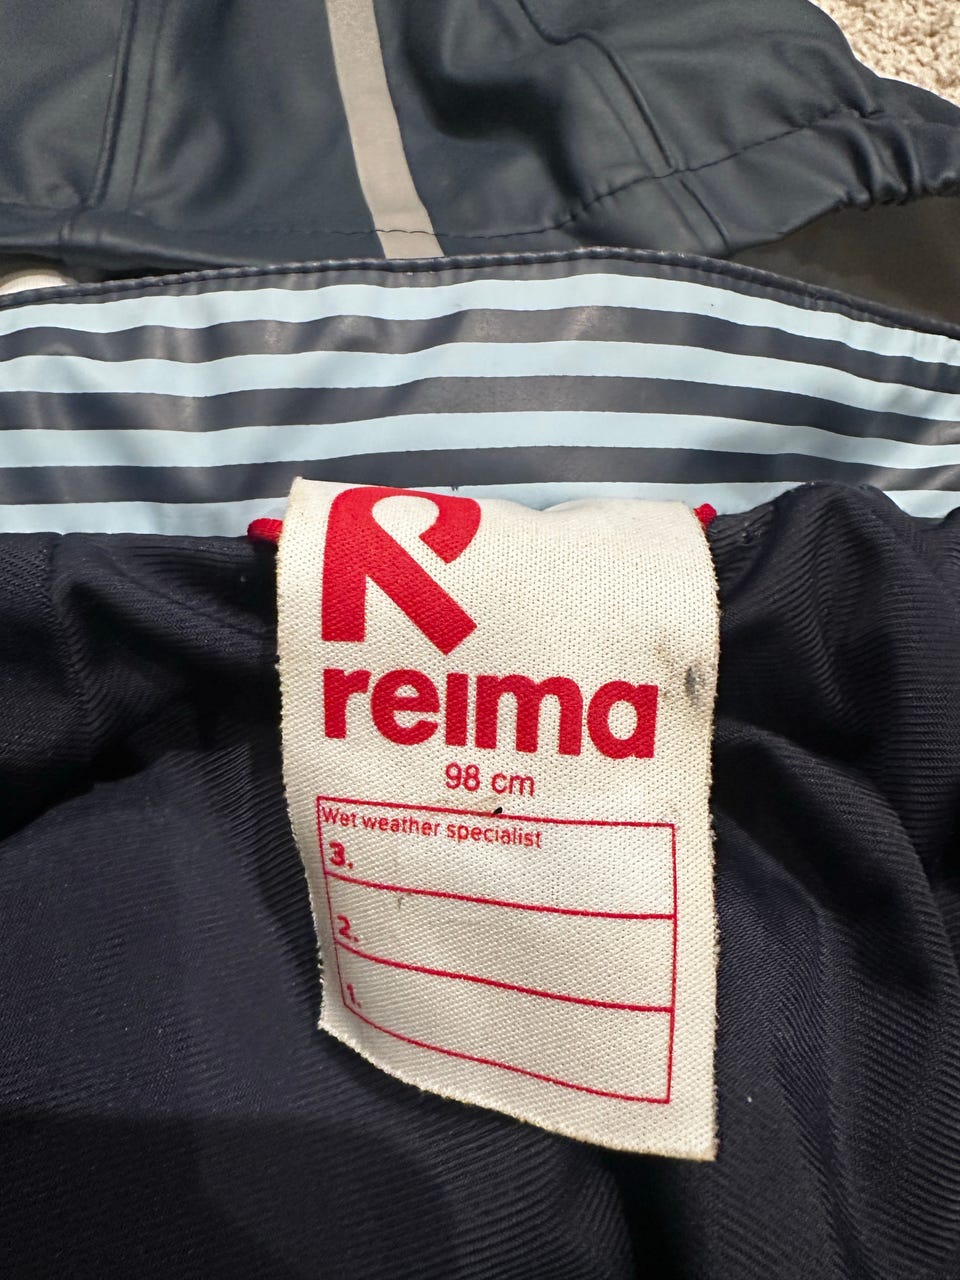 R
reima
98 cm
Wet weather specialist
3.
2.
1.